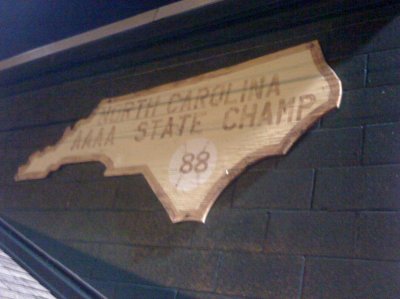 NORTH CAROLINA
AAAA STATE CHAMP
88